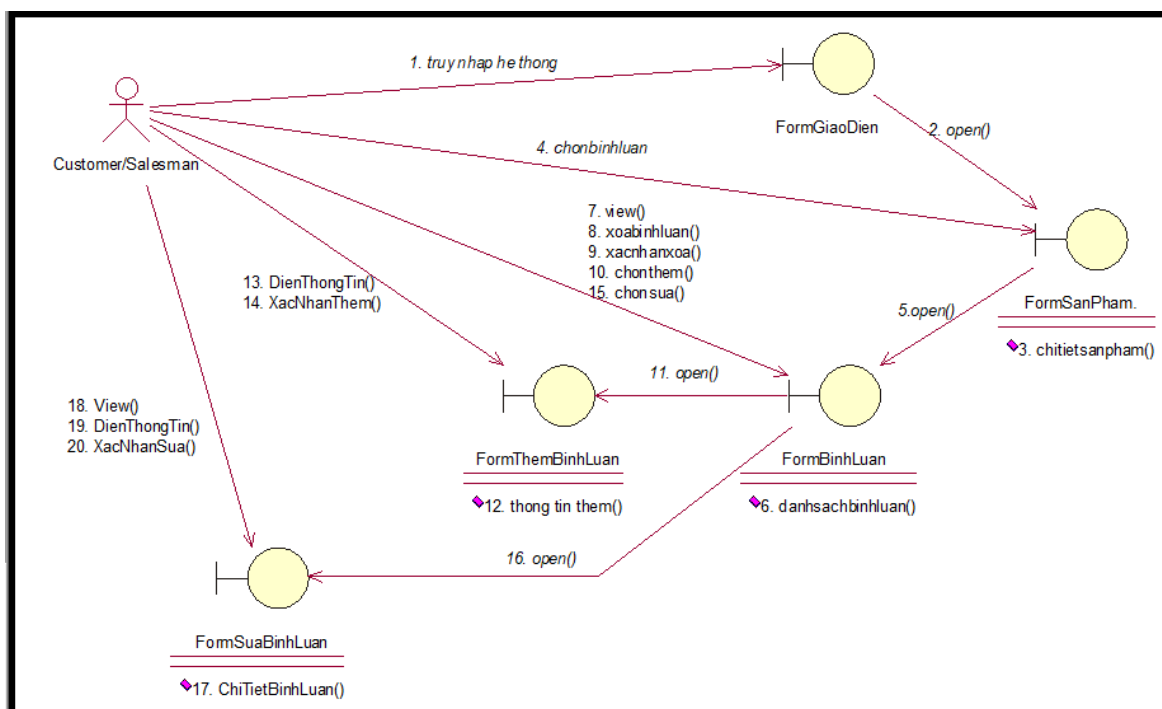 1. truy nhap he thong
FormGiaoDien
2. open()
Customer/Salesman
4. chonbinhluan
7. view()
8. xoabinhluan()
9. xacnhanxoa()
10. chonthem()
15. chonsua()
13. DienThongTin()
14. XacNhanThem()
FormSanPham.
3. chitietsanpham()
5.open()
11. open()
18. View()
19. DienThongTin()
20. XacNhanSua()
FormThemBinhLuan
12. thong tin them()
FormBinhLuan
6. danhsachbinhluan()
16. open()
FormSuaBinhLuan
17. ChiTietBinhLuan()